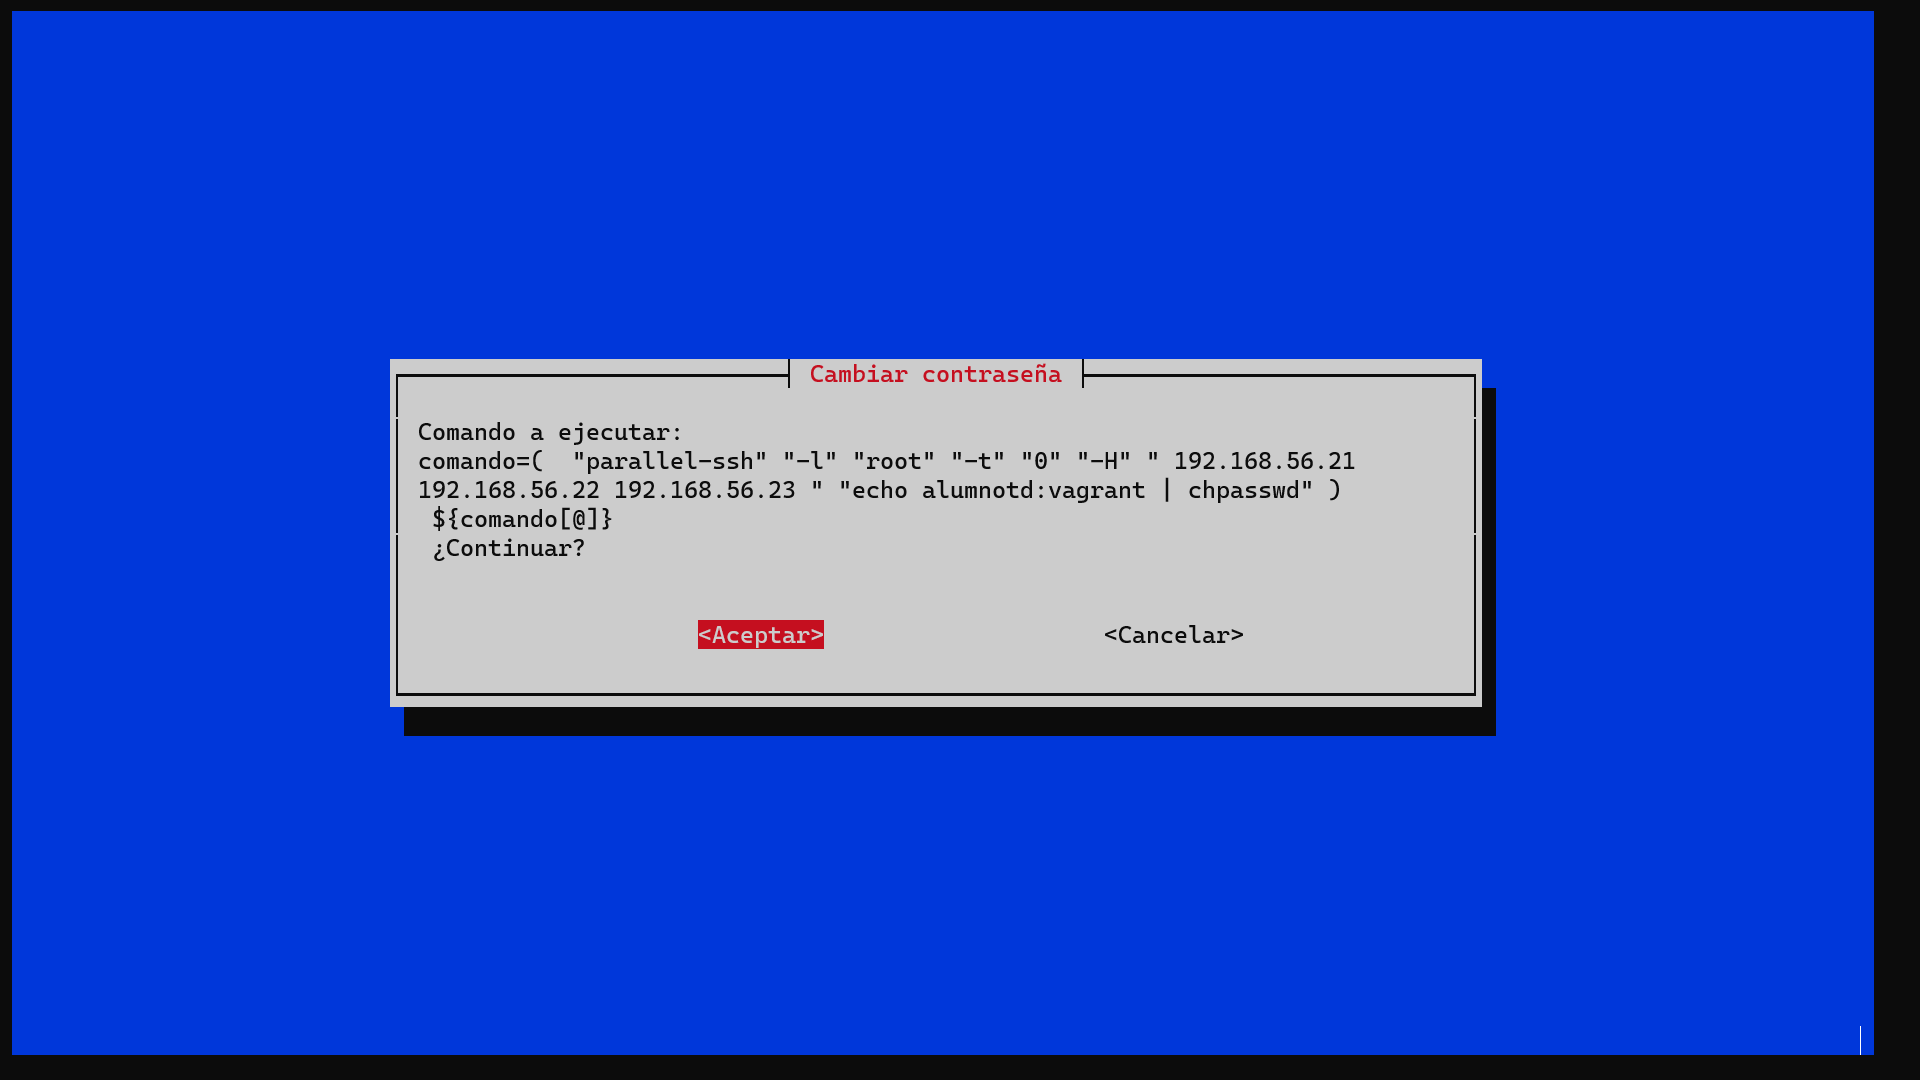 Cambiar contraseña
Comando a ejecutar:
comando=(  "parallel-ssh" "-l" "root" "-t" "0" "-H" " 192.168.56.21
192.168.56.22 192.168.56.23 " "echo alumnotd:vagrant | chpasswd" )
 ${comando[@]}
 ¿Continuar?
<Aceptar> <Cancelar>